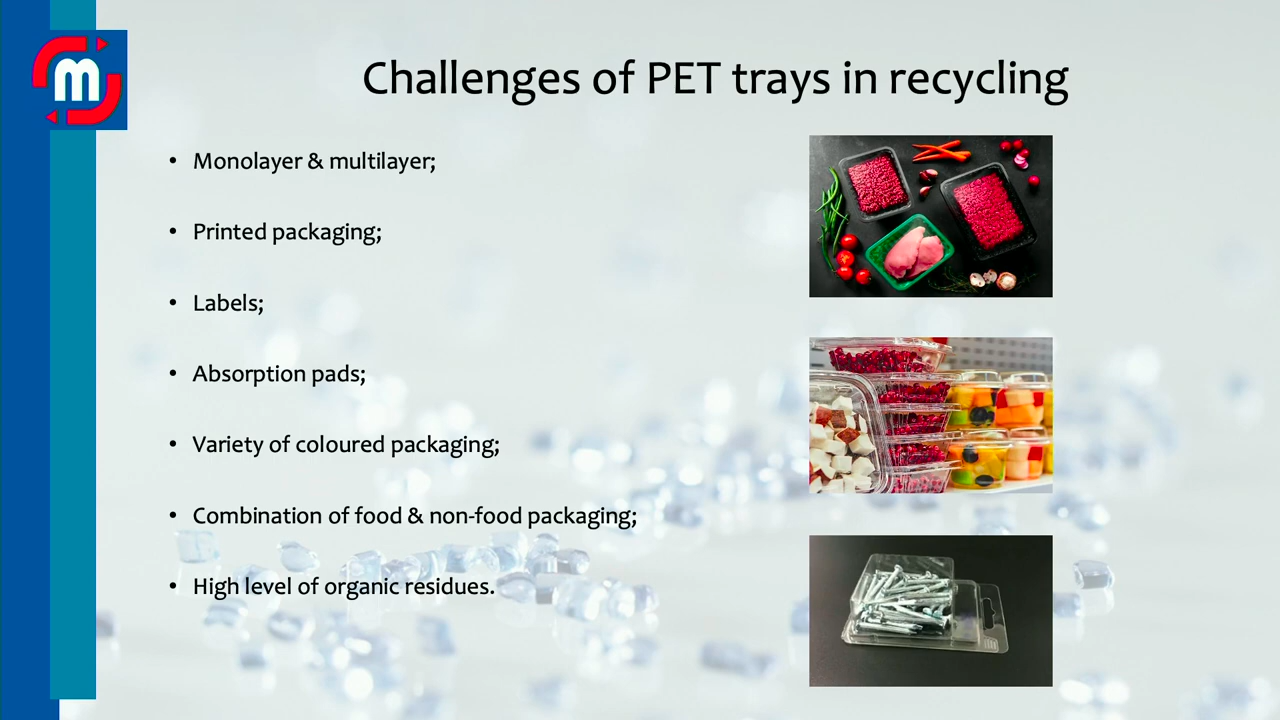 m
Challenges of PET trays in recycling
• Monolayer & multilayer;
• Printed packaging;
• Labels;
• Absorption pads;
• Variety of coloured packaging;
• Combination of food & non-food packaging;
• High level of organic residues.